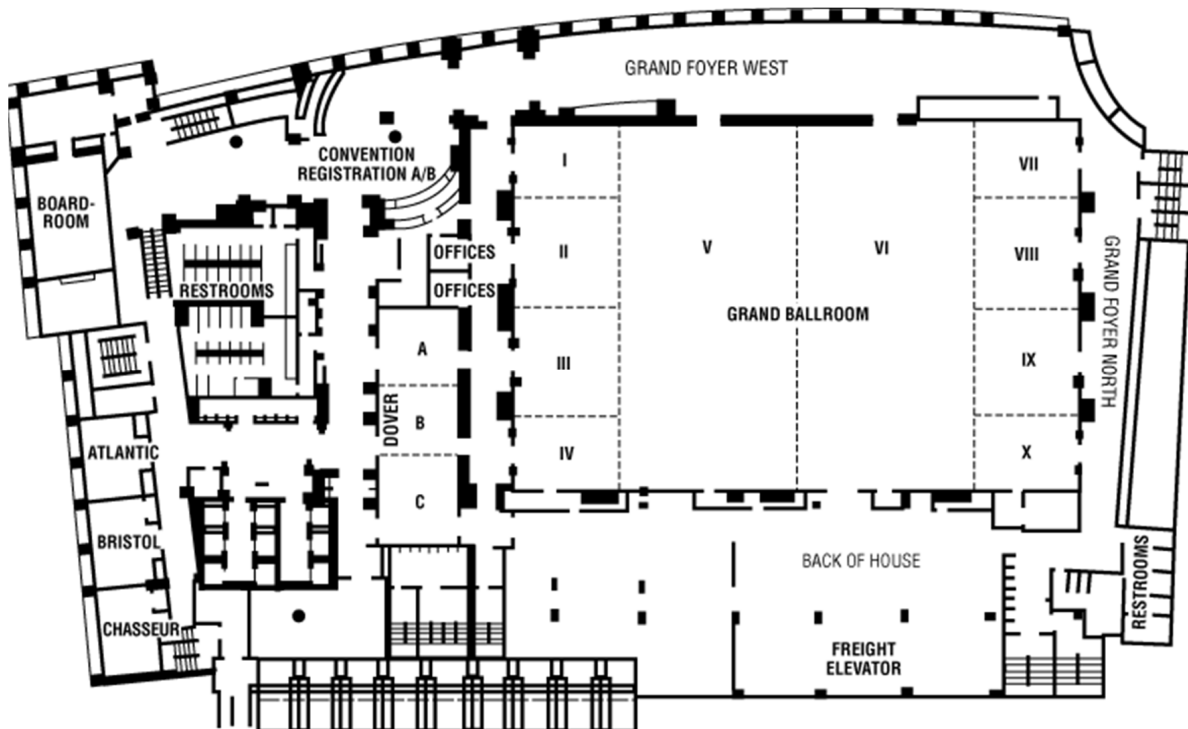 GRAND FOYER WEST
CONVENTION
REGISTRATION A/B
BOARD-
ROOM
RESTROOMS
OFFICES
OFFICES
I
II
III
IV
V
VI
GRAND BALLROOM
VII
VIII
IX
X
GRAND FOYER NORTH
A
B
C
DOVER
ATLANTIC
BRISTOL
CHASSEUR
BACK OF HOUSE
FREIGHT
ELEVATOR
RESTROOMS